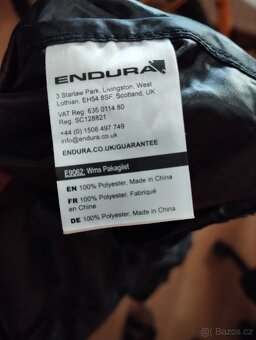 ENDURA
3 Starlaw Park, Livingston, West
Lothian, EH54 8SF, Scotland, UK
VAT Reg: 635 0114 80
Reg: SC128821
+44 (0) 1506 497 749
info@endura.co.uk
ENDURA.CO.UK/GUARANTEE
E9062: Wms Pakagilet
EN 100% Polyester, Made in China
FR 100% Polyester, Fabriqué
en Chine
DE 100% Polyester, Made in China
Bazos.cz